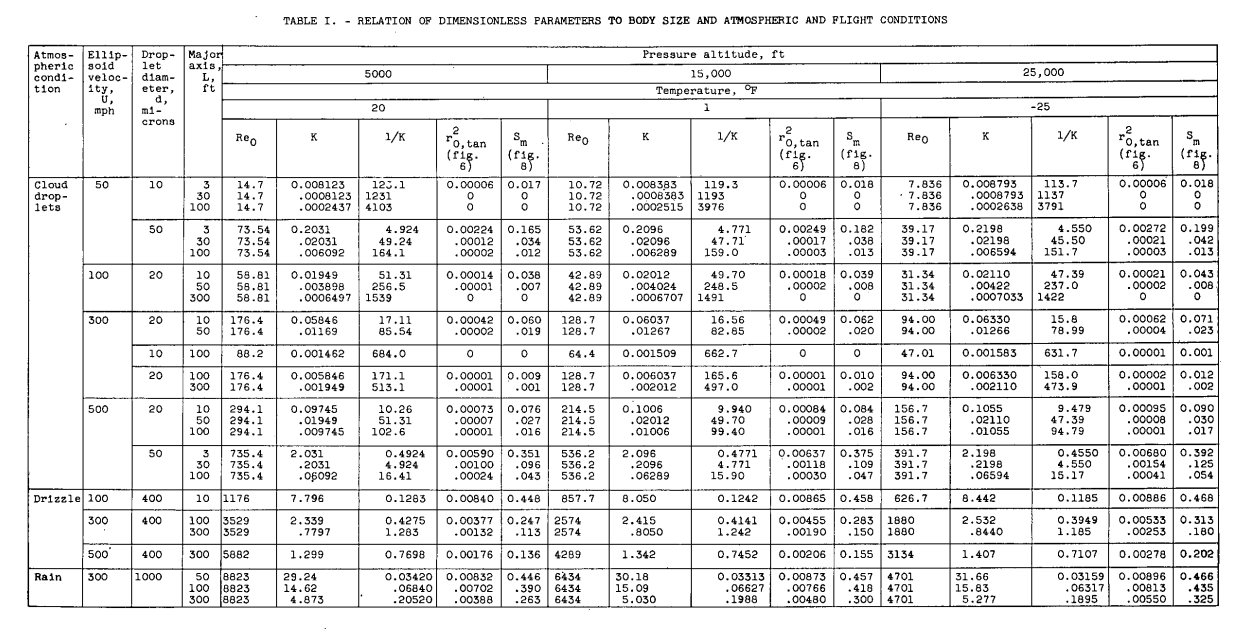 TABLE I. - RELATION OF DIMENSIONLESS PARAMETERS TO BODY SIZE AND ATMOSPHERIC AND FLIGHT CONDITIONS
Atmos-pheric condi-tion Ellip-soid veloc-ity, U, mph Drop-let diam-eter, d, mi-crons Major axis, L, ft Pressure altitude, ft
5000 15,000 25,000
Temperature, °F
20 1 -25
Re0 K 1/K r²0,tan (fig. 6) Sm (fig. 8) Re0 K 1/K r²0,tan (fig. 6) Sm (fig. 8) Re0 K 1/K r²0,tan (fig. 6) Sm (fig. 8)
Cloud drop-lets 50 10 3 14.7 0.008123 123.1 0.00006 0.017 10.72 0.008383 119.3 0.00006 0.018 7.836 0.008793 113.7 0.00006 0.018
30 14.7 .0008123 1231 0 0 10.72 .0008383 1193 0 0 7.836 .0008793 1137 0 0
100 14.7 .0002437 4103 0 0 10.72 .0002515 3976 0 0 7.836 .0002638 3791 0 0
50 3 73.54 0.2031 4.924 0.00224 0.165 53.62 0.2096 4.771 0.00249 0.182 39.17 0.2198 4.550 0.00272 0.199
30 73.54 .02031 49.24 .00012 .034 53.62 .02096 47.71 .00017 .038 39.17 .02198 45.50 .00021 .042
100 73.54 .006092 164.1 .00002 .012 53.62 .006289 159.0 .00003 .013 39.17 .006594 151.7 .00003 .013
100 20 10 58.81 0.01949 51.31 0.00014 0.038 42.89 0.02012 49.70 0.00018 0.039 31.34 0.02110 47.39 0.00021 0.043
50 58.81 .003898 256.5 .00001 .007 42.89 .004024 248.5 .00002 .008 31.34 .00422 237.0 .00002 .008
300 58.81 .0006497 1539 0 0 42.89 .0006707 1491 0 0 31.34 .0007033 1422 0 0
300 20 10 176.4 0.05846 17.11 0.00042 0.060 128.7 0.06037 16.56 0.00049 0.062 94.00 0.06330 15.8 0.00062 0.071
50 176.4 .01169 85.54 .00002 .019 128.7 .01267 82.85 .00002 .020 94.00 .01266 78.99 .00004 .023
10 100 88.2 0.001462 684.0 0 0 64.4 0.001509 662.7 0 0 47.01 0.001583 631.7 0.00001 0.001
20 100 176.4 0.005846 171.1 0.00001 0.009 128.7 0.006037 165.6 0.00001 0.010 94.00 0.006330 158.0 0.00002 0.012
300 176.4 .001949 513.1 .00001 .001 128.7 .002012 497.0 .00001 .002 94.00 .002110 473.9 .00001 .002
500 20 10 294.1 0.09745 10.26 0.00073 0.076 214.5 0.1006 9.940 0.00084 0.084 156.7 0.1055 9.479 0.00095 0.090
50 294.1 .01949 51.31 .00007 .027 214.5 .02012 49.70 .00009 .028 156.7 .02110 47.39 .00008 .030
100 294.1 .009745 102.6 .00001 .016 214.5 .01006 99.40 .00001 .016 156.7 .01055 94.79 .00001 .017
50 3 735.4 2.031 0.4924 0.00590 0.351 536.2 2.096 0.4771 0.00637 0.375 391.7 2.198 0.4550 0.00680 0.392
30 735.4 .2031 4.924 .00100 .096 536.2 .2096 4.771 .00118 .109 391.7 .2198 4.550 .00154 .125
100 735.4 .06092 16.41 .00024 .043 536.2 .06289 15.90 .00030 .047 391.7 .06594 15.17 .00041 .054
Drizzle 100 400 10 1176 7.796 0.1283 0.00840 0.448 857.7 8.050 0.1242 0.00865 0.458 626.7 8.442 0.1185 0.00886 0.468
300 400 100 3529 2.339 0.4275 0.00377 0.247 2574 2.415 0.4141 0.00455 0.283 1880 2.532 0.3949 0.00533 0.313
300 3529 .7797 1.283 .00132 .113 2574 .8050 1.242 .00190 .150 1880 .8440 1.185 .00253 .180
500 400 300 5882 1.299 0.7698 0.00176 0.136 4289 1.342 0.7452 0.00206 0.155 3134 1.407 0.7107 0.00278 0.202
Rain 300 1000 50 8823 29.24 0.03420 0.00832 0.446 6434 30.18 0.03313 0.00873 0.457 4701 31.66 0.03159 0.00896 0.466
100 8823 14.62 .06840 .00702 .390 6434 15.09 .06627 .00766 .418 4701 15.83 .06317 .00813 .435
300 8823 4.873 .20520 .00388 .263 6434 5.030 .1988 .00480 .300 4701 5.277 .1895 .00550 .325